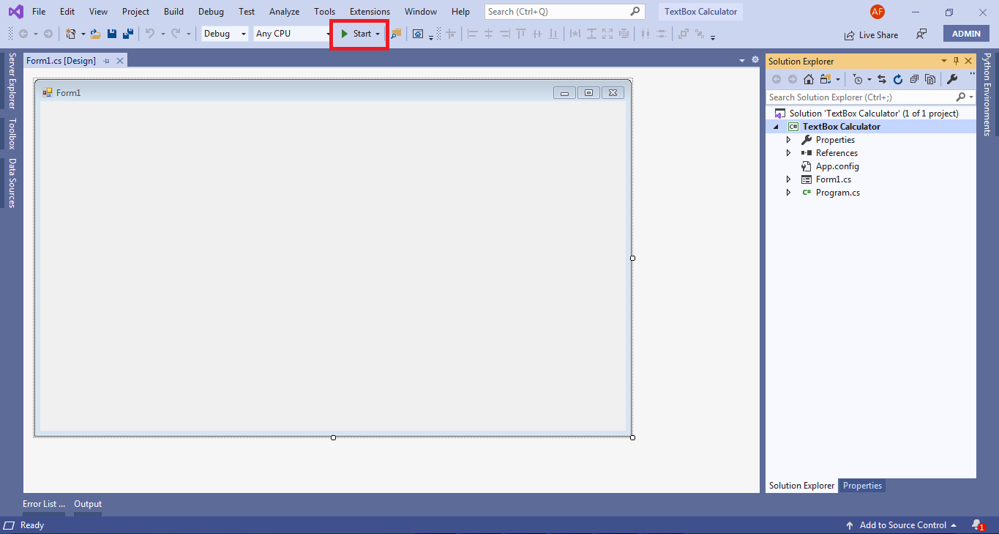 File Edit View Project Build Debug Test Analyze Tools Extensions Window Help Search (Ctrl+Q) TextBox Calculator AF
Debug Any CPU Start Live Share ADMIN
Server Explorer
Toolbox
Data Sources
Form1.cs [Design]
Form1
Solution Explorer
Search Solution Explorer (Ctrl+;)
Solution 'TextBox Calculator' (1 of 1 project)
C# TextBox Calculator
Properties
References
App.config
Form1.cs
C# Program.cs
Solution Explorer Properties
Python Environments
Error List ... Output
Ready Add to Source Control 1